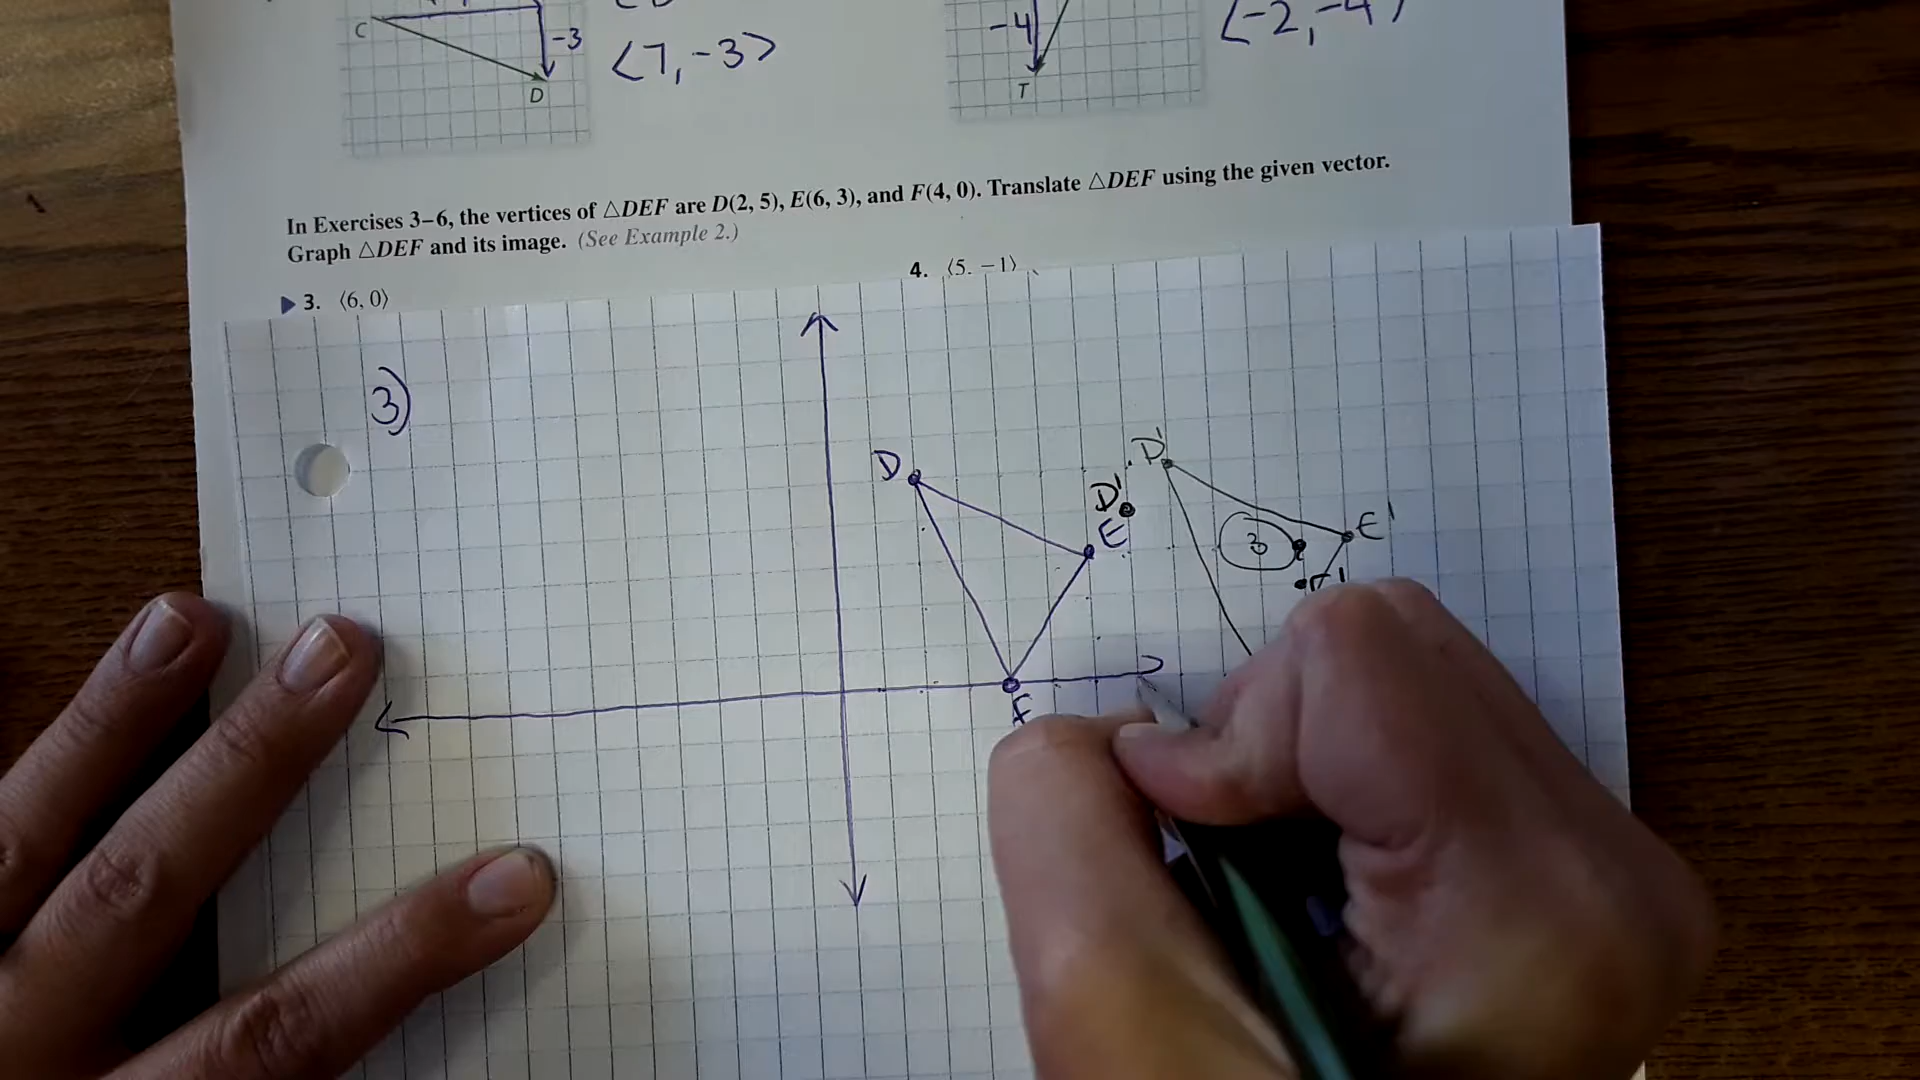 C
-3
D
⟨7, -3⟩
-4
T
⟨-2, -4⟩
In Exercises 3–6, the vertices of △DEF are D(2, 5), E(6, 3), and F(4, 0). Translate △DEF using the given vector.
Graph △DEF and its image. (See Example 2.)
3. ⟨6, 0⟩
4. ⟨5, −1⟩
3)
D
D'
D'
E
3
E'
F'
F